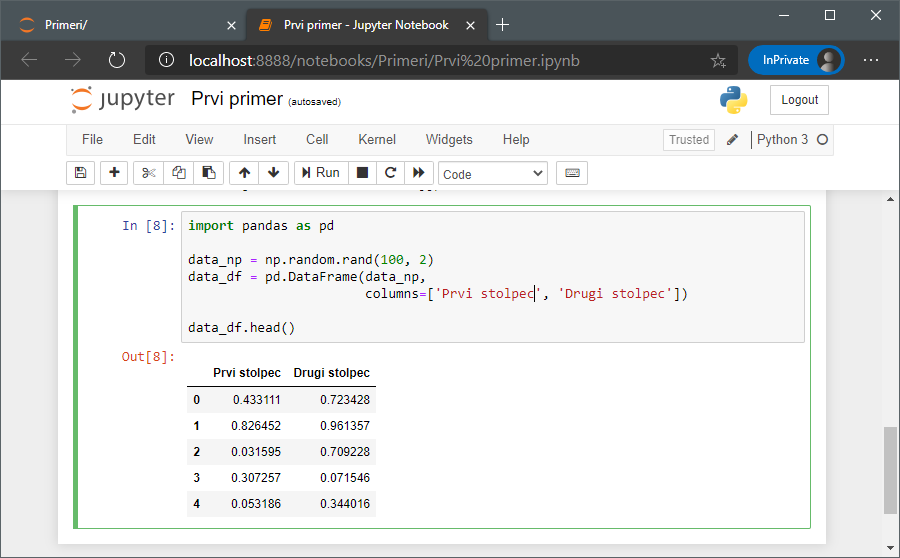 Primeri/
Prvi primer - Jupyter Notebook
localhost:8888/notebooks/Primeri/Prvi%20primer.ipynb
InPrivate
jupyter Prvi primer (autosaved)
Logout
File Edit View Insert Cell Kernel Widgets Help
Trusted
Python 3
Run
Code
In [8]: import pandas as pd
data_np = np.random.rand(100, 2)
data_df = pd.DataFrame(data_np,
columns=['Prvi stolpec', 'Drugi stolpec'])
data_df.head()
Out[8]:
Prvi stolpec Drugi stolpec
0 0.433111 0.723428
1 0.826452 0.961357
2 0.031595 0.709228
3 0.307257 0.071546
4 0.053186 0.344016